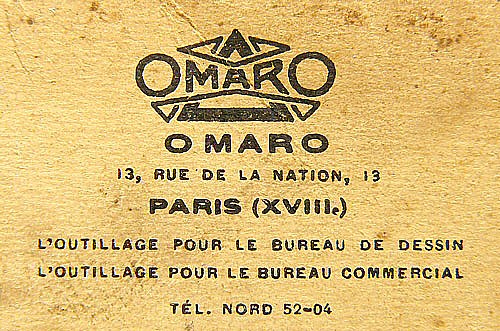 OMARO
OMARO
13, RUE DE LA NATION, 13
PARIS (XVIIIe)
L'OUTILLAGE POUR LE BUREAU DE DESSIN
L'OUTILLAGE POUR LE BUREAU COMMERCIAL
TÉL. NORD 52-04